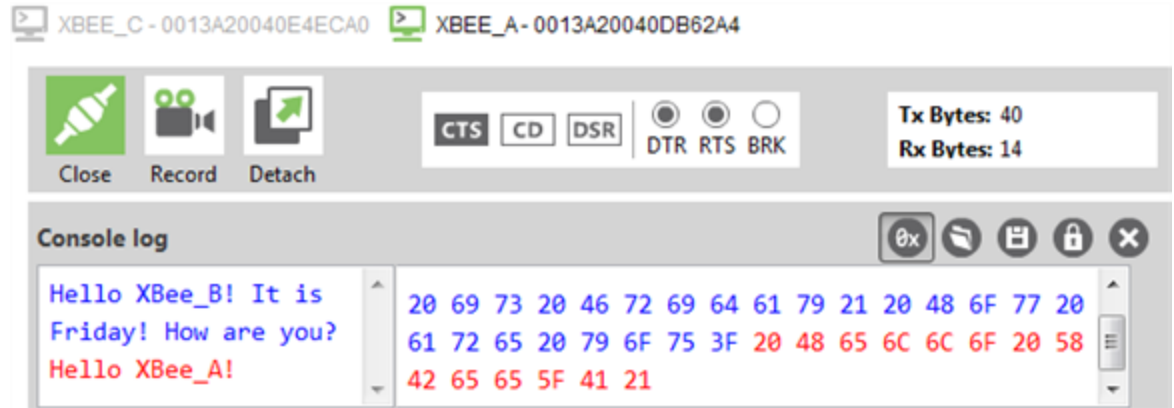 XBEE_C - 0013A20040E4ECA0 XBEE_A - 0013A20040DB62A4
Close Record Detach
CTS CD DSR DTR RTS BRK
Tx Bytes: 40
Rx Bytes: 14
Console log
0x
Hello XBee_B! It is
Friday! How are you?
Hello XBee_A!
20 69 73 20 46 72 69 64 61 79 21 20 48 6F 77 20
61 72 65 20 79 6F 75 3F 20 48 65 6C 6C 6F 20 58
42 65 65 5F 41 21